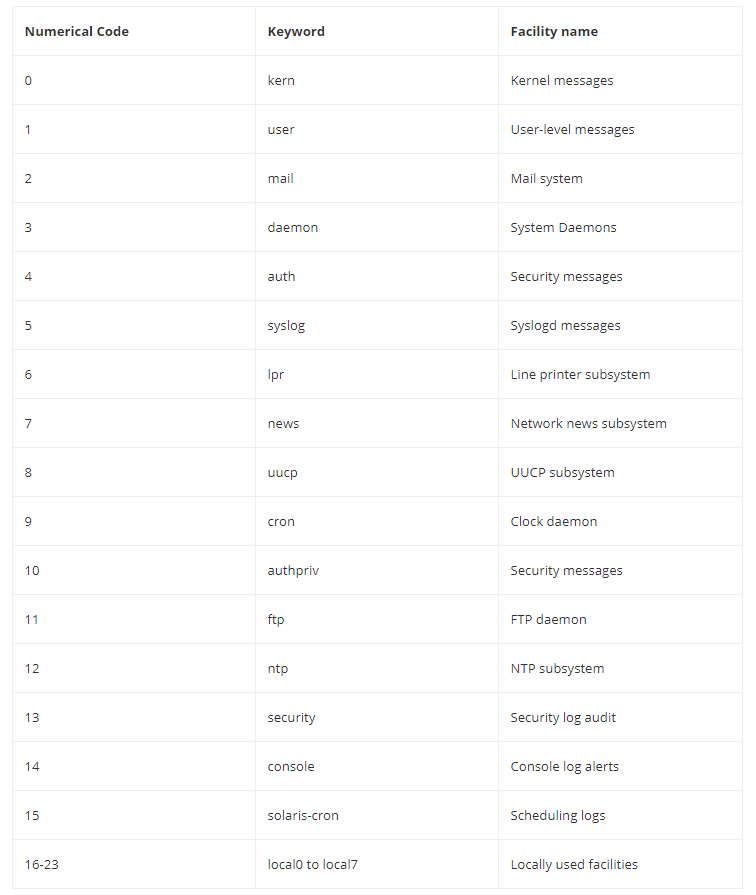 Numerical Code Keyword Facility name
0 kern Kernel messages
1 user User-level messages
2 mail Mail system
3 daemon System Daemons
4 auth Security messages
5 syslog Syslogd messages
6 lpr Line printer subsystem
7 news Network news subsystem
8 uucp UUCP subsystem
9 cron Clock daemon
10 authpriv Security messages
11 ftp FTP daemon
12 ntp NTP subsystem
13 security Security log audit
14 console Console log alerts
15 solaris-cron Scheduling logs
16-23 local0 to local7 Locally used facilities